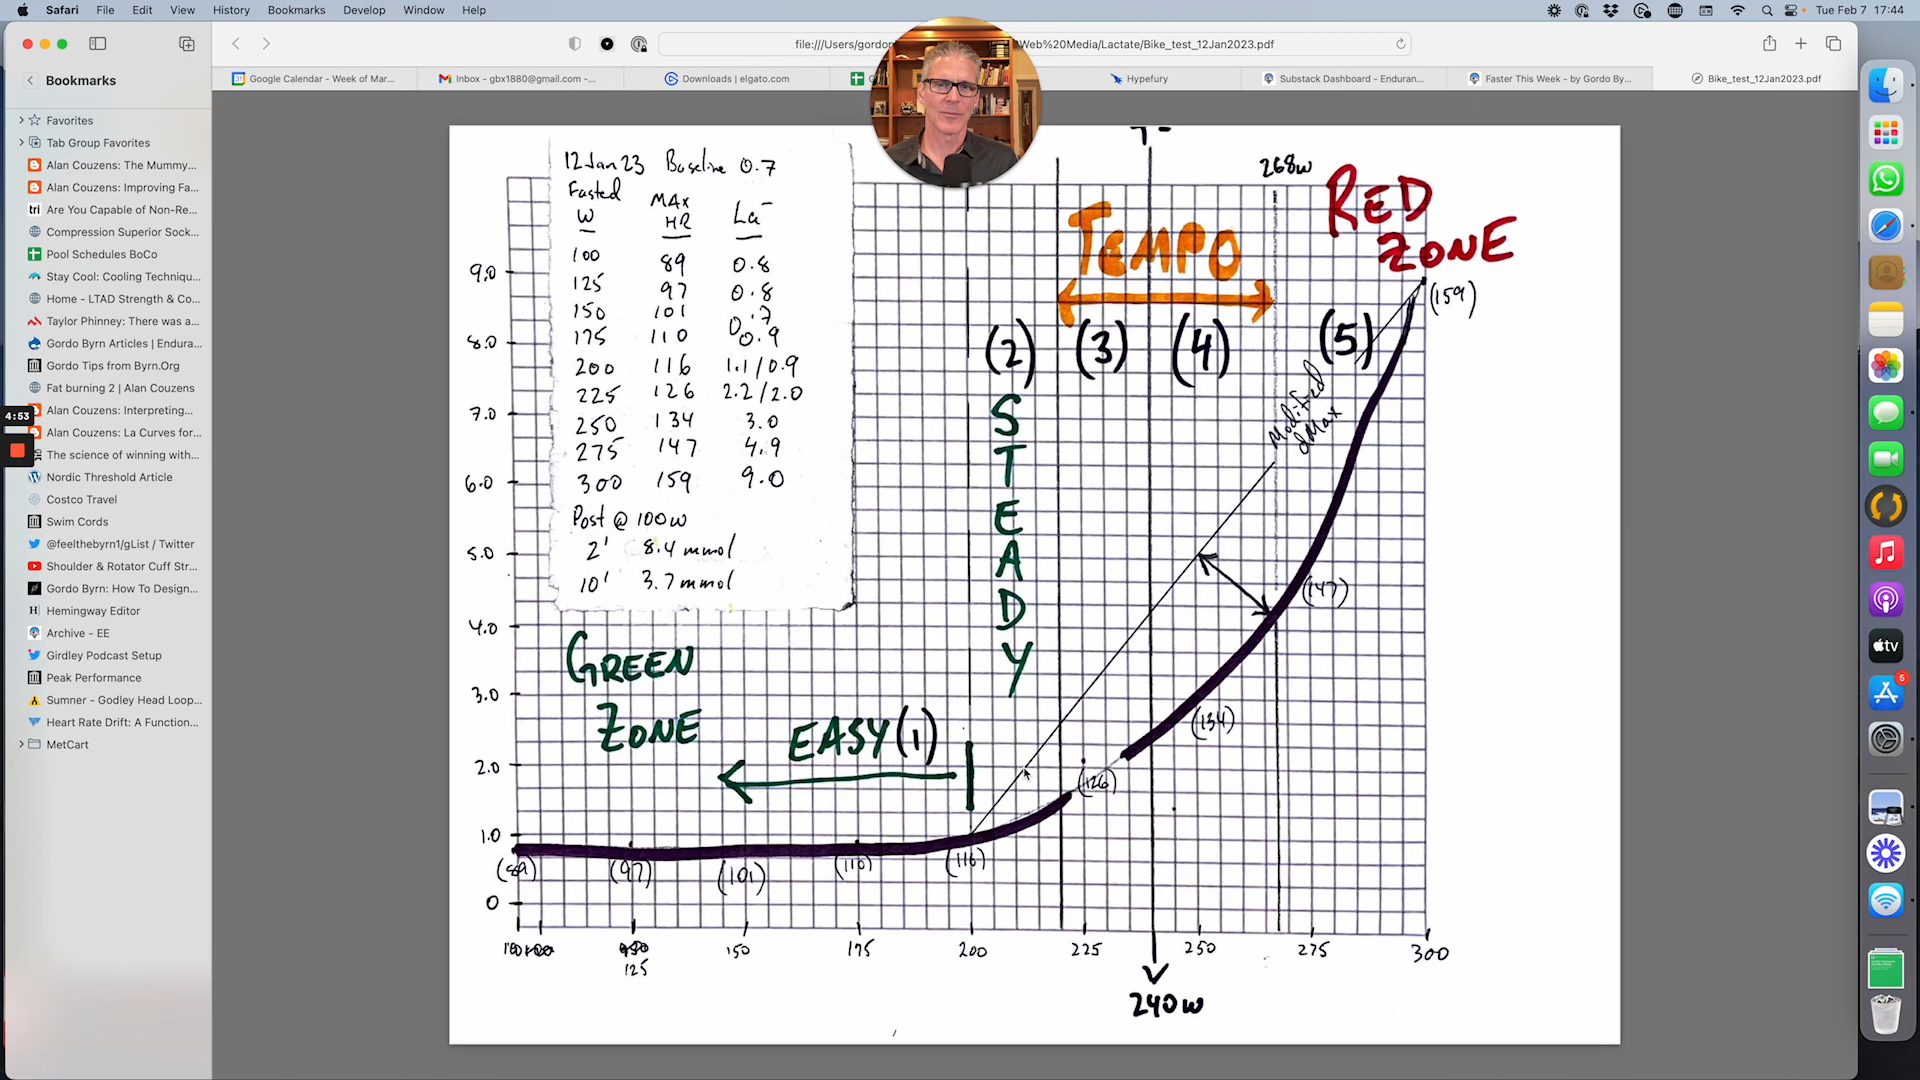 Safari File Edit View History Bookmarks Develop Window Help
Tue Feb 7 17:44
file:///Users/gordon
Web%20Media/Lactate/Bike_test_12Jan2023.pdf
Google Calendar - Week of Mar...
Inbox - gbx1880@gmail.com -...
Downloads | elgato.com
Hypefury
Substack Dashboard - Enduran...
Faster This Week - by Gordo By...
Bike_test_12Jan2023.pdf
Bookmarks
Favorites
Tab Group Favorites
Alan Couzens: The Mummy...
Alan Couzens: Improving Fa...
tri Are You Capable of Non-Re...
Compression Superior Sock...
Pool Schedules BoCo
Stay Cool: Cooling Techniqu...
Home - LTAD Strength & Co...
Taylor Phinney: There was a...
Gordo Byrn Articles | Endura...
Gordo Tips from Byrn.Org
Fat burning 2 | Alan Couzens
Alan Couzens: Interpreting...
4:53
Alan Couzens: La Curves for...
The science of winning with...
Nordic Threshold Article
Costco Travel
Swim Cords
@feelthebyrn1/gList / Twitter
Shoulder & Rotator Cuff Str...
Gordo Byrn: How To Design...
H Hemingway Editor
Archive - EE
Girdley Podcast Setup
Peak Performance
Sumner - Godley Head Loop...
Heart Rate Drift: A Function...
MetCart
12Jan23 Baseline 0.7
Fasted
W MAX HR La-
100 89 0.8
125 97 0.8
150 101 0.7
175 110 0.9
200 116 1.1/0.9
225 126 2.2/2.0
250 134 3.0
275 147 4.9
300 159 9.0
Post @ 100w
2' 8.4 mmol
10' 3.7 mmol
268w
RED
ZONE
TEMPO
(159)
(2) (3) (4) (5)
STEADY
Modified
dMax
GREEN
ZONE
EASY (1)
9.0
8.0
7.0
6.0
5.0
4.0
3.0
2.0
1.0
0
(147)
(134)
(126)
(89) (97) (101) (110) (116)
125 150 175 200 225 250 275 300
240w
tv
5